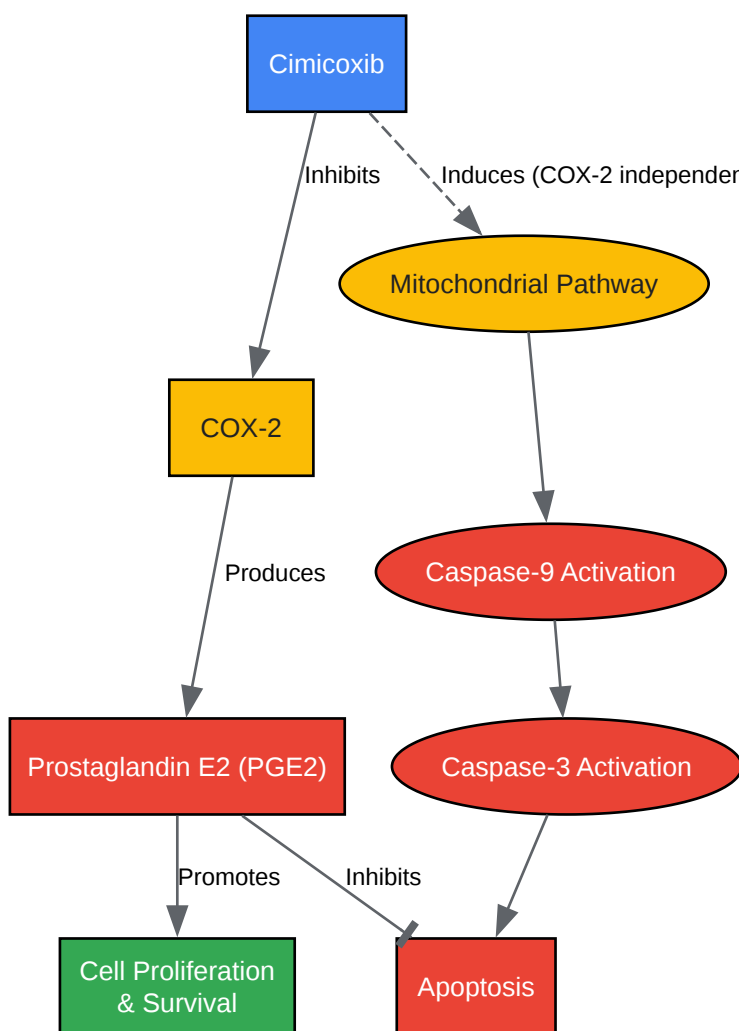 Cimicoxib
Inhibits
Induces (COX-2 independen
Mitochondrial Pathway
COX-2
Produces
Caspase-9 Activation
Prostaglandin E2 (PGE2)
Caspase-3 Activation
Promotes
Inhibits
Cell Proliferation
& Survival
Apoptosis